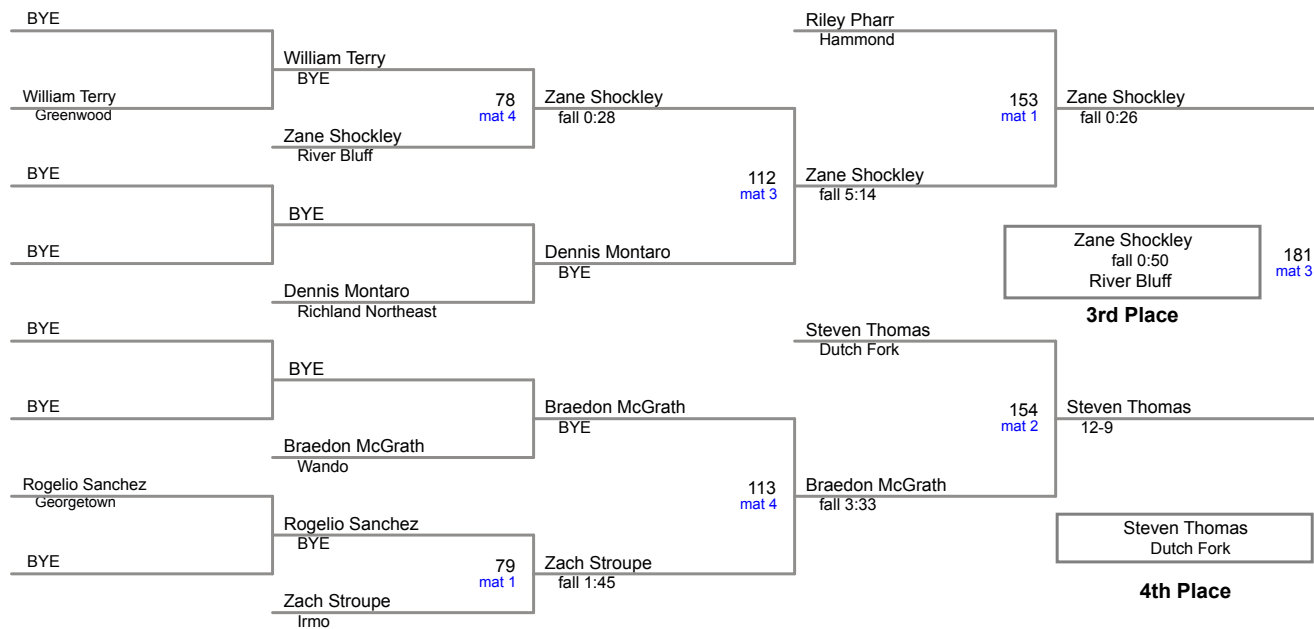 BYE
William Terry
BYE
William Terry
Greenwood
78
mat 4
Zane Shockley
River Bluff
Zane Shockley
fall 0:28
BYE
BYE
BYE
Dennis Montaro
Richland Northeast
Dennis Montaro
BYE
112
mat 3
Zane Shockley
fall 5:14
Riley Pharr
Hammond
153
mat 1
Zane Shockley
fall 0:26
Zane Shockley
fall 0:50
River Bluff
181
mat 3
3rd Place
BYE
BYE
BYE
Braedon McGrath
Wando
Braedon McGrath
BYE
Rogelio Sanchez
Georgetown
Rogelio Sanchez
BYE
BYE
79
mat 1
Zach Stroupe
Irmo
Zach Stroupe
fall 1:45
113
mat 4
Braedon McGrath
fall 3:33
Steven Thomas
Dutch Fork
154
mat 2
Steven Thomas
12-9
Steven Thomas
Dutch Fork
4th Place